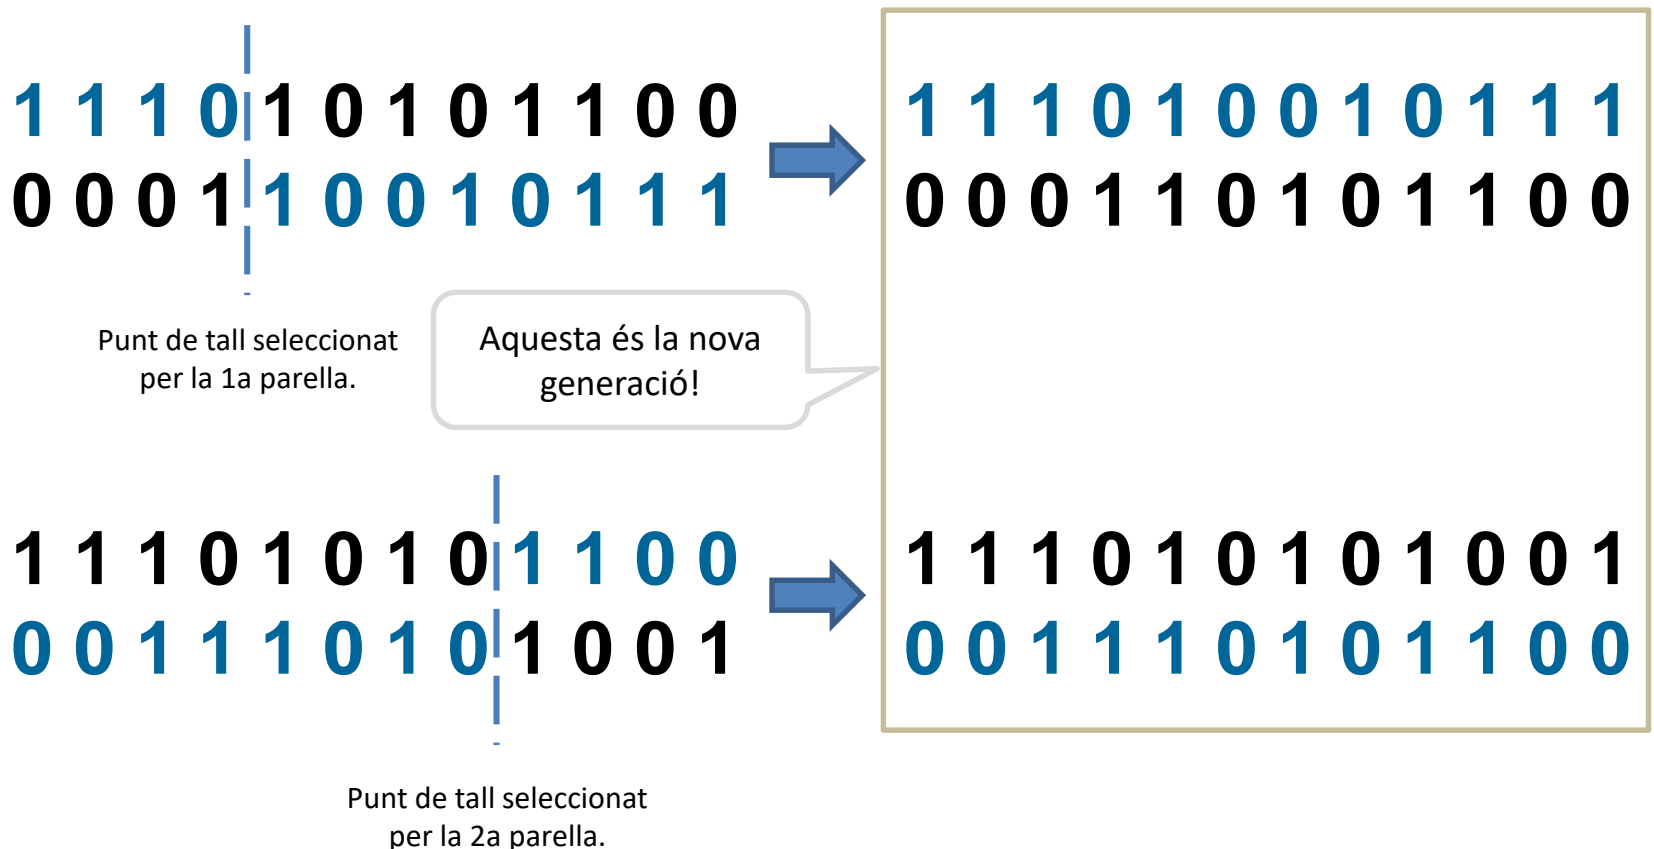 1 1 1 0 1 0 1 0 1 1 0 0
0 0 0 1 1 0 0 1 0 1 1 1
1 1 1 0 1 0 0 1 0 1 1 1
0 0 0 1 1 0 1 0 1 1 0 0
Punt de tall seleccionat
per la 1a parella.
Aquesta és la nova
generació!
1 1 1 0 1 0 1 0 1 1 0 0
0 0 1 1 1 0 1 0 1 0 0 1
1 1 1 0 1 0 1 0 1 0 0 1
0 0 1 1 1 0 1 0 1 1 0 0
Punt de tall seleccionat
per la 2a parella.